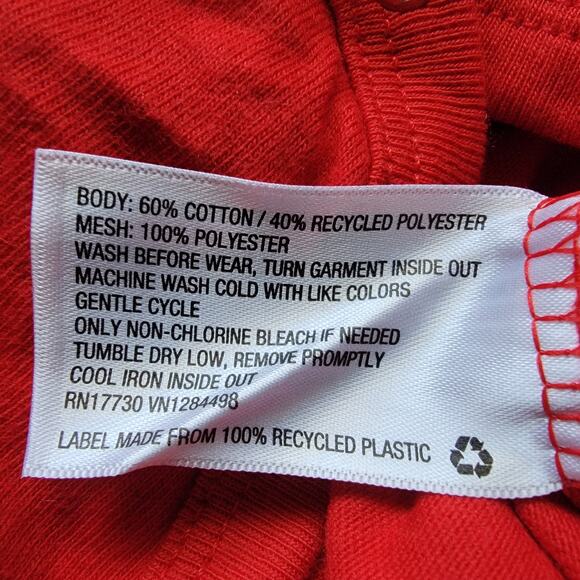 BODY: 60% COTTON / 40% RECYCLED POLYESTER
MESH: 100% POLYESTER
WASH BEFORE WEAR, TURN GARMENT INSIDE OUT
MACHINE WASH COLD WITH LIKE COLORS
GENTLE CYCLE
ONLY NON-CHLORINE BLEACH IF NEEDED
TUMBLE DRY LOW, REMOVE PROMPTLY
COOL IRON INSIDE OUT
RN17730 VN1284498
LABEL MADE FROM 100% RECYCLED PLASTIC